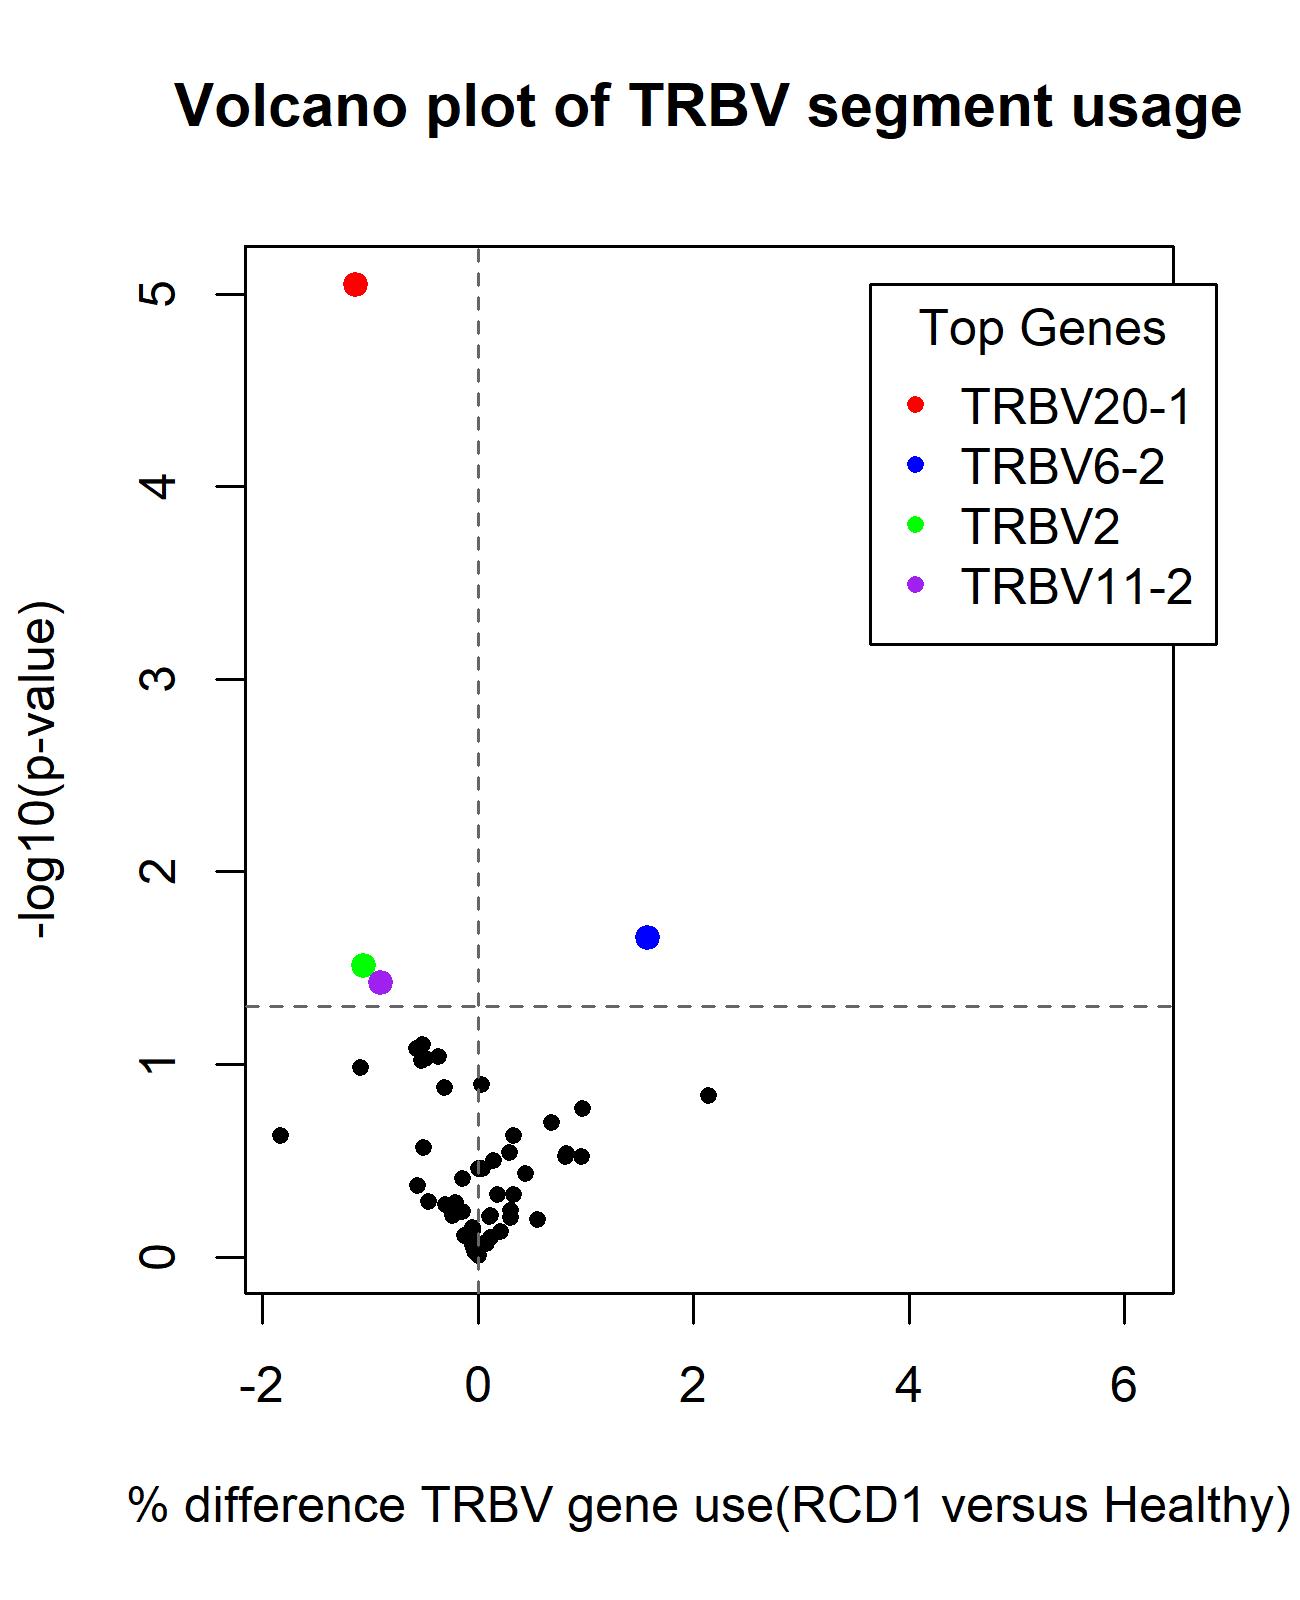 Volcano plot of TRBV segment usage
Top Genes
TRBV20-1
TRBV6-2
TRBV2
TRBV11-2
-log10(p-value)
5
4
3
2
1
0
-2 0 2 4 6
% difference TRBV gene use(RCD1 versus Healthy)